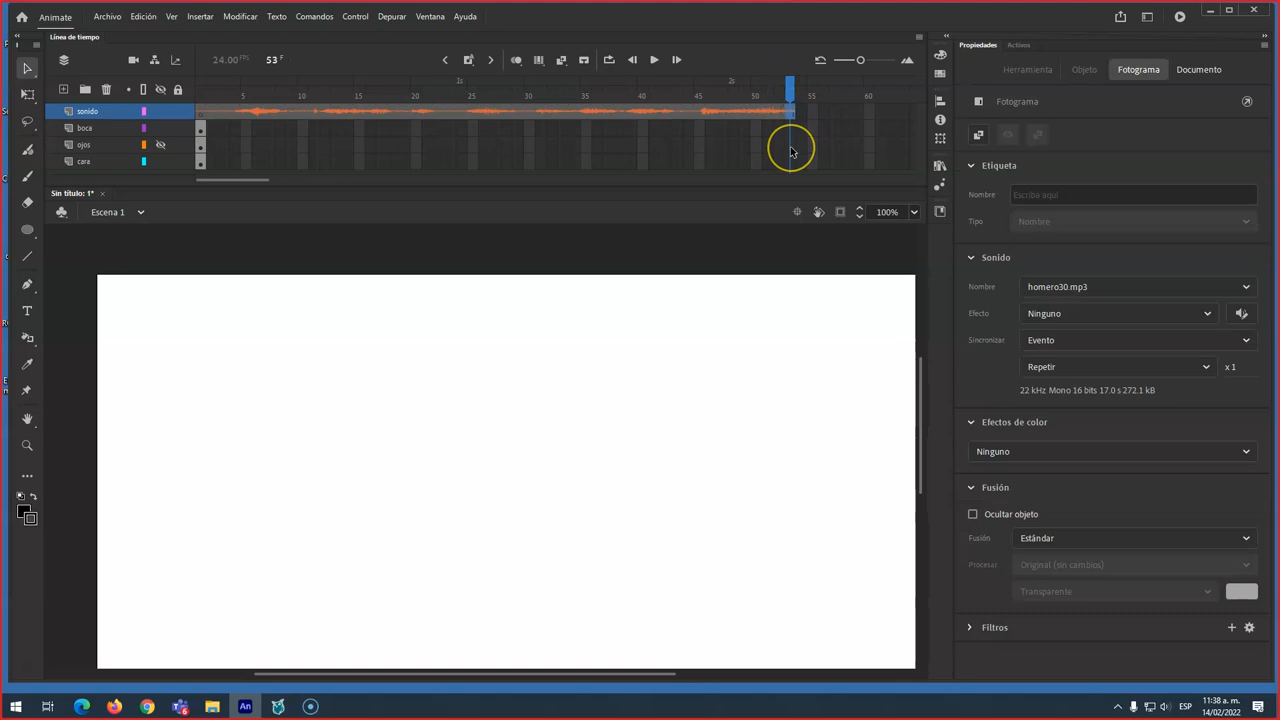 Animate
Archivo Edición Ver Insertar Modificar Texto Comandos Control Depurar Ventana Ayuda
Línea de tiempo
24.00 FPS 53 F
1s 2s
5 10 15 20 25 30 35 40 45 50 55 60
sonido
boca
ojos
cara
Sin título: 1* ×
Escena 1
100%
Propiedades Activos
Herramienta Objeto Fotograma Documento
Fotograma
Etiqueta
Nombre Escriba aquí
Tipo Nombre
Sonido
Nombre homero30.mp3
Efecto Ninguno
Sincronizar Evento
Repetir x 1
22 kHz Mono 16 bits 17.0 s 272.1 kB
Efectos de color
Ninguno
Fusión
Ocultar objeto
Fusión Estándar
Procesar Original (sin cambios)
Transparente
Filtros
An
ESP
11:38 a. m.
14/02/2022